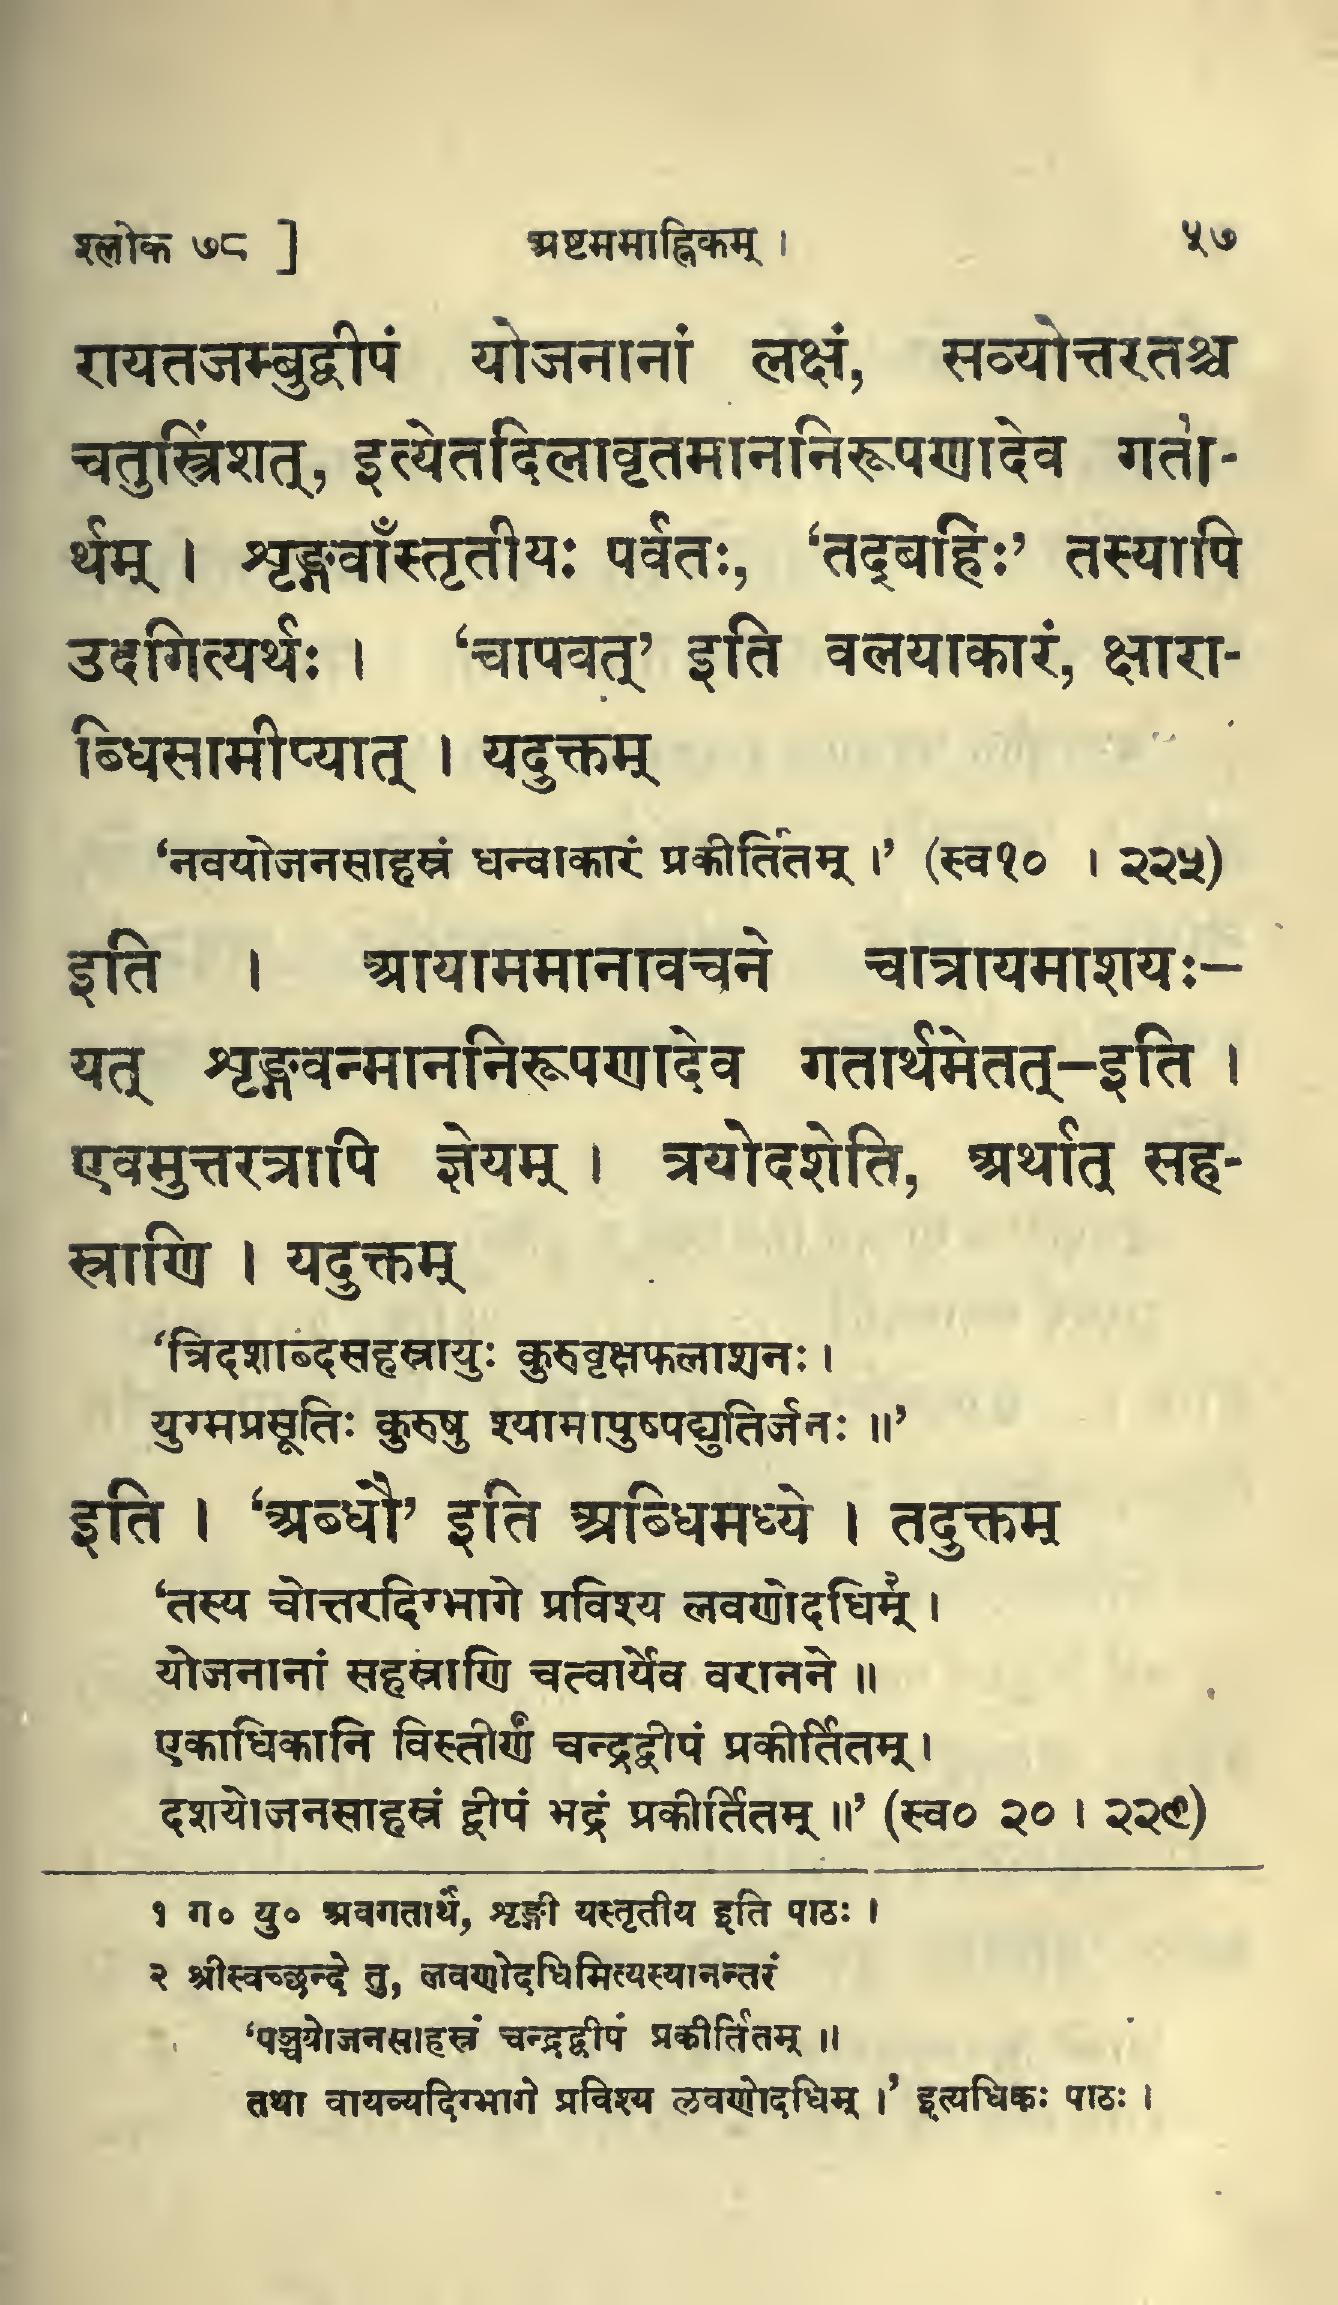 श्लोक ७८ ] अष्टममाह्निकम् । ५७
रायतजम्बुद्वीपं योजनानां लक्षं, सव्योत्तरतश्च
चतुस्त्रिंशत्, इत्येतदिलावृतमाननिरूपणादेव गता१-
र्थम् । शृङ्गवाँस्तृतीयः पर्वतः, ‘तद्बहिः’ तस्यापि
उदगित्यर्थः । ‘चापवत्’ इति वलयाकारं, क्षारा-
ब्धिसामीप्यात् । यदुक्तम्
‘नवयोजनसाहस्रं धन्वाकारं प्रकीर्तितम् ।’ (स्व१० । २२५)
इति । आयाममानावचने चात्रायमाशयः—
यत् शृङ्गवन्माननिरूपणादेव गतार्थमेतत्—इति ।
एवमुत्तरत्रापि ज्ञेयम् । त्रयोदशेति, अर्थात् सह-
स्राणि । यदुक्तम्
‘त्रिदशाब्दसहस्रायुः कुरुवृक्षफलाशनः ।
युग्मप्रसूतिः कुरुषु श्यामापुष्पद्युतिर्जनः ॥’
इति । ‘अब्धौ’ इति अब्धिमध्ये । तदुक्तम्
‘तस्य चोत्तरदिग्भागे प्रविश्य लवणोदधिम्२ ।
योजनानां सहस्राणि चत्वार्येव वरानने ॥
एकाधिकानि विस्तीर्णं चन्द्रद्वीपं प्रकीर्तितम् ।
दशयोजनसाहस्रं द्वीपं भद्रं प्रकीर्तितम् ॥’ (स्व० २० । २२९)
१ ग० यु० अवगतार्थं, शृङ्गी यस्तृतीय इति पाठः ।
२ श्रीस्वच्छन्दे तु, लवणोदधिमित्यस्यानन्तरं
‘पञ्चयोजनसाहस्रं चन्द्रद्वीपं प्रकीर्तितम् ॥
तथा वायव्यदिग्भागे प्रविश्य लवणोदधिम् ।’ इत्यधिकः पाठः ।